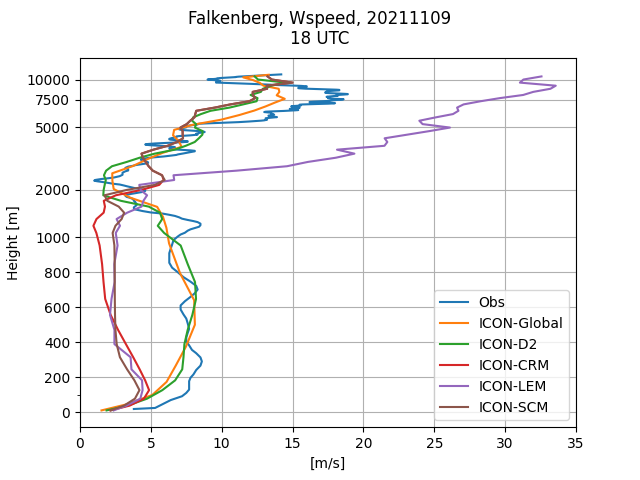 Falkenberg, Wspeed, 20211109
18 UTC
Height [m]
10000
7500
5000
2000
1000
800
600
400
200
0
Obs
ICON-Global
ICON-D2
ICON-CRM
ICON-LEM
ICON-SCM
0 5 10 15 20 25 30 35
[m/s]